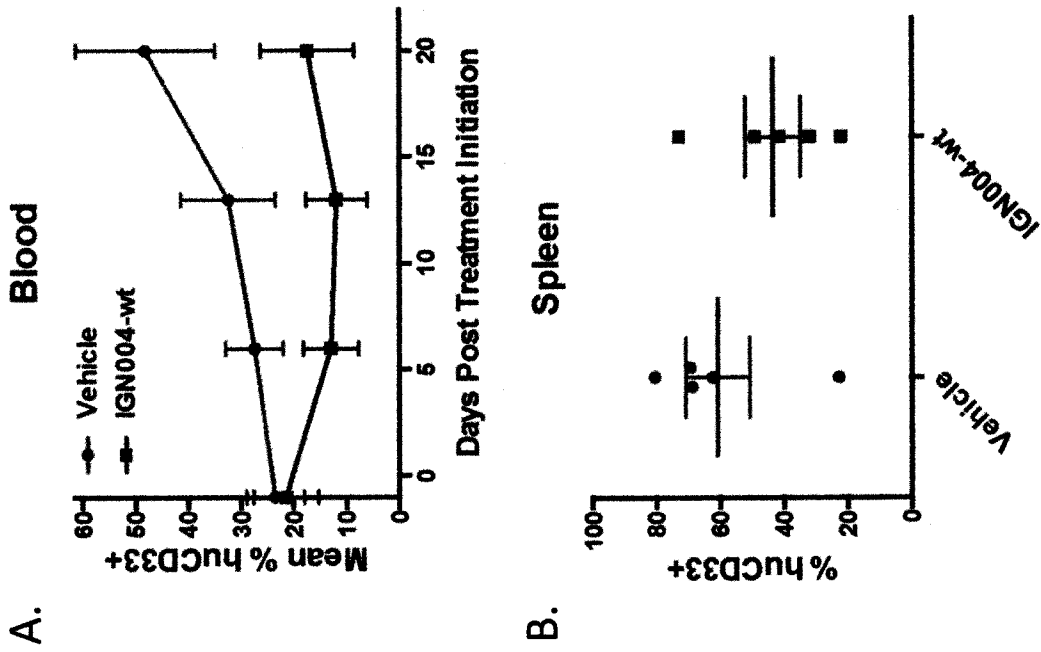 A.
Blood
Vehicle
IGN004-wt
Mean % huCD33+
60
50
40
30
20
10
0
0
5
10
15
20
Days Post Treatment Initiation
B.
Spleen
% huCD33+
100
80
60
40
20
0
Vehicle
IGN004-wt